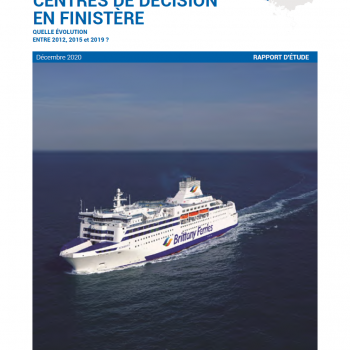 CENTRES DE DÉCISION
EN FINISTÈRE
QUELLE ÉVOLUTION
ENTRE 2012, 2015 et 2019 ?
Décembre 2020
RAPPORT D'ÉTUDE
Brittany Ferries